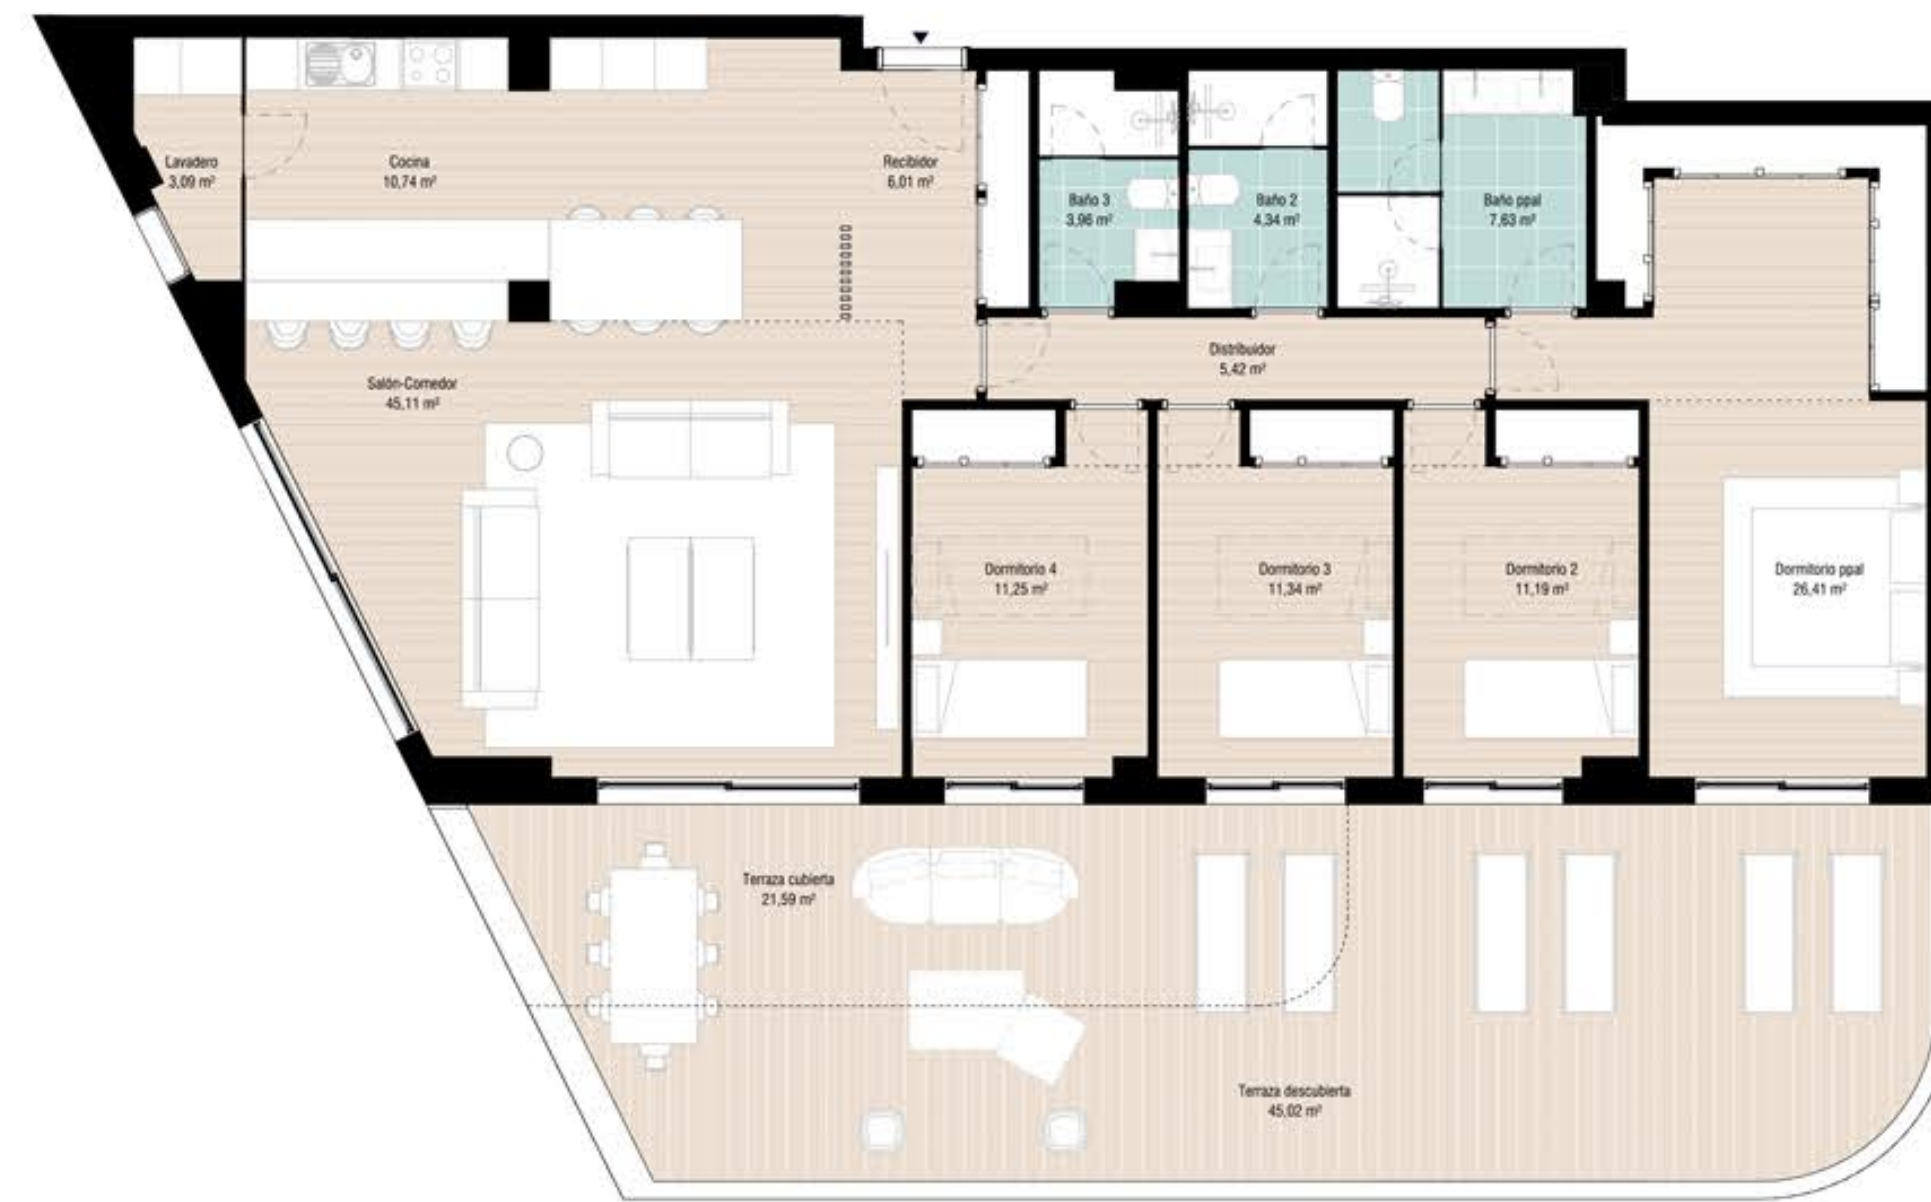 Lavadero
3,09 m²
Cocina
10,74 m²
Recibidor
6,01 m²
Baño 3
3,96 m²
Baño 2
4,34 m²
Baño ppal
7,63 m²
Distribuidor
5,42 m²
Salón-Comedor
45,11 m²
Dormitorio 4
11,25 m²
Dormitorio 3
11,34 m²
Dormitorio 2
11,19 m²
Dormitorio ppal
26,41 m²
Terraza cubierta
21,59 m²
Terraza descubierta
45,02 m²